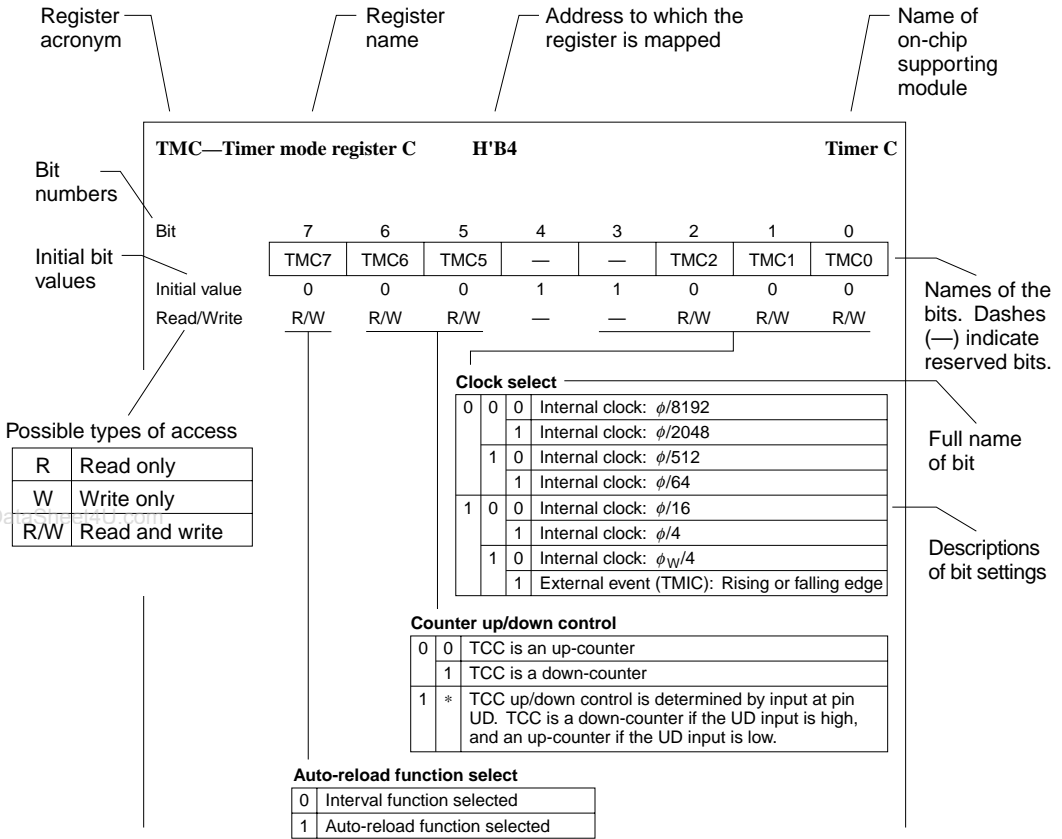 Register acronym
Register name
Address to which the register is mapped
Name of on-chip supporting module
TMC—Timer mode register C H'B4 Timer C
Bit numbers
Bit 7 6 5 4 3 2 1 0
TMC7 TMC6 TMC5 — — TMC2 TMC1 TMC0
Initial bit values
Initial value 0 0 0 1 1 0 0 0
Read/Write R/W R/W R/W — — R/W R/W R/W
Names of the bits. Dashes (—) indicate reserved bits.
Possible types of access
R Read only
W Write only
R/W Read and write
Clock select
0 0 0 Internal clock: ϕ/8192
1 Internal clock: ϕ/2048
1 0 Internal clock: ϕ/512
1 Internal clock: ϕ/64
1 0 0 Internal clock: ϕ/16
1 Internal clock: ϕ/4
1 0 Internal clock: ϕW/4
1 External event (TMIC): Rising or falling edge
Full name of bit
Descriptions of bit settings
Counter up/down control
0 0 TCC is an up-counter
1 TCC is a down-counter
1 * TCC up/down control is determined by input at pin
UD. TCC is a down-counter if the UD input is high,
and an up-counter if the UD input is low.
Auto-reload function select
0 Interval function selected
1 Auto-reload function selected